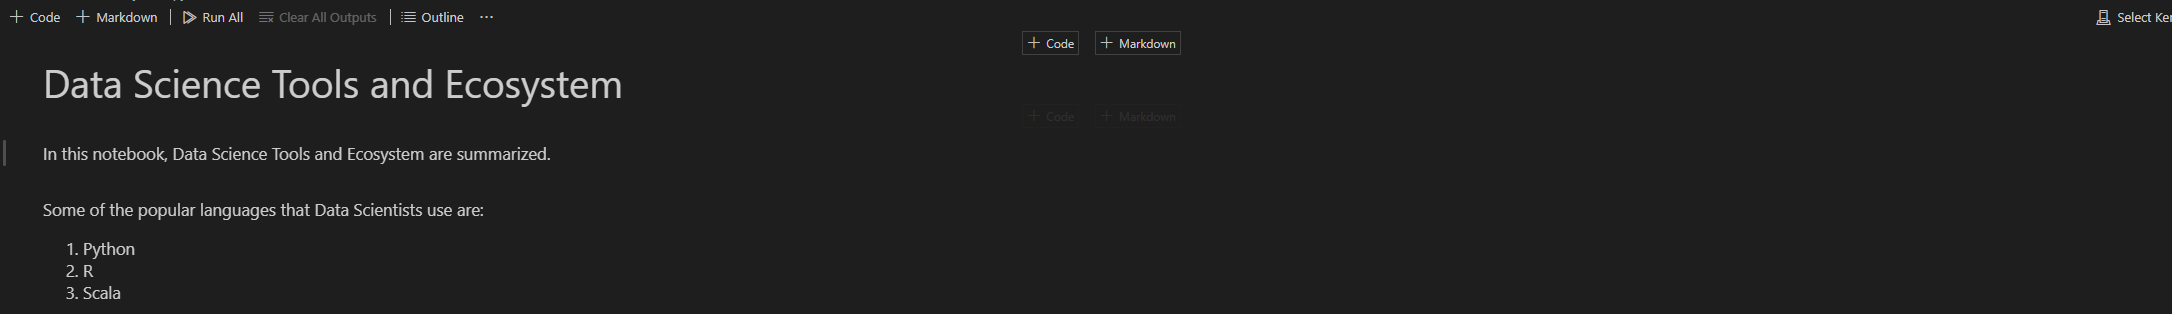 Code Markdown Run All Clear All Outputs Outline ... Select Ker
Code Markdown
Data Science Tools and Ecosystem
Code Markdown
In this notebook, Data Science Tools and Ecosystem are summarized.
Some of the popular languages that Data Scientists use are:
1. Python
2. R
3. Scala